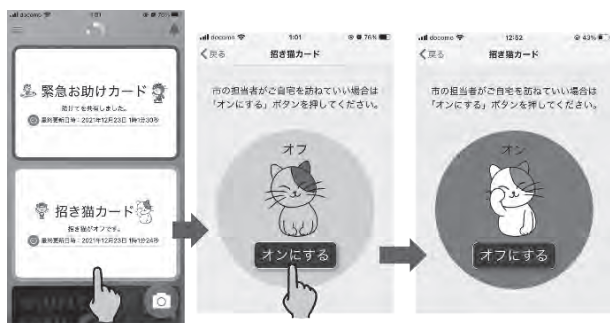 1:01
76%
緊急お助けカード
助けてを共有しました。
最終更新日時：2021年12月23日 1時1分30秒
招き猫カード
招き猫がオフです。
最終更新日時：2021年12月23日 1時1分24秒
docomo
1:01
76%
戻る
招き猫カード
市の担当者がご自宅を訪ねていい場合は
「オンにする」ボタンを押してください。
オフ
オンにする
docomo
12:52
43%
戻る
招き猫カード
市の担当者がご自宅を訪ねていい場合は
「オンにする」ボタンを押してください。
オン
オフにする